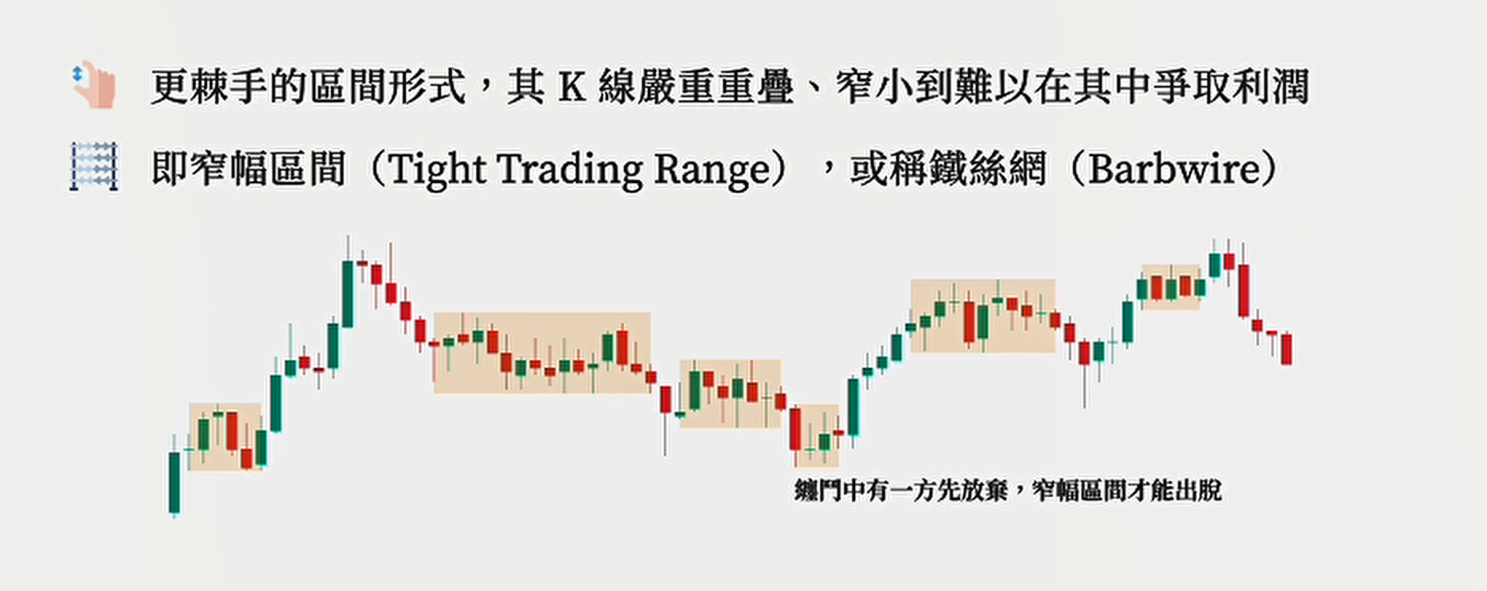 更棘手的區間形式，其 K 線嚴重重疊、窄小到難以在其中爭取利潤
即窄幅區間（Tight Trading Range），或稱鐵絲網（Barbwire）
纏鬥中有一方先放棄，窄幅區間才能出脫